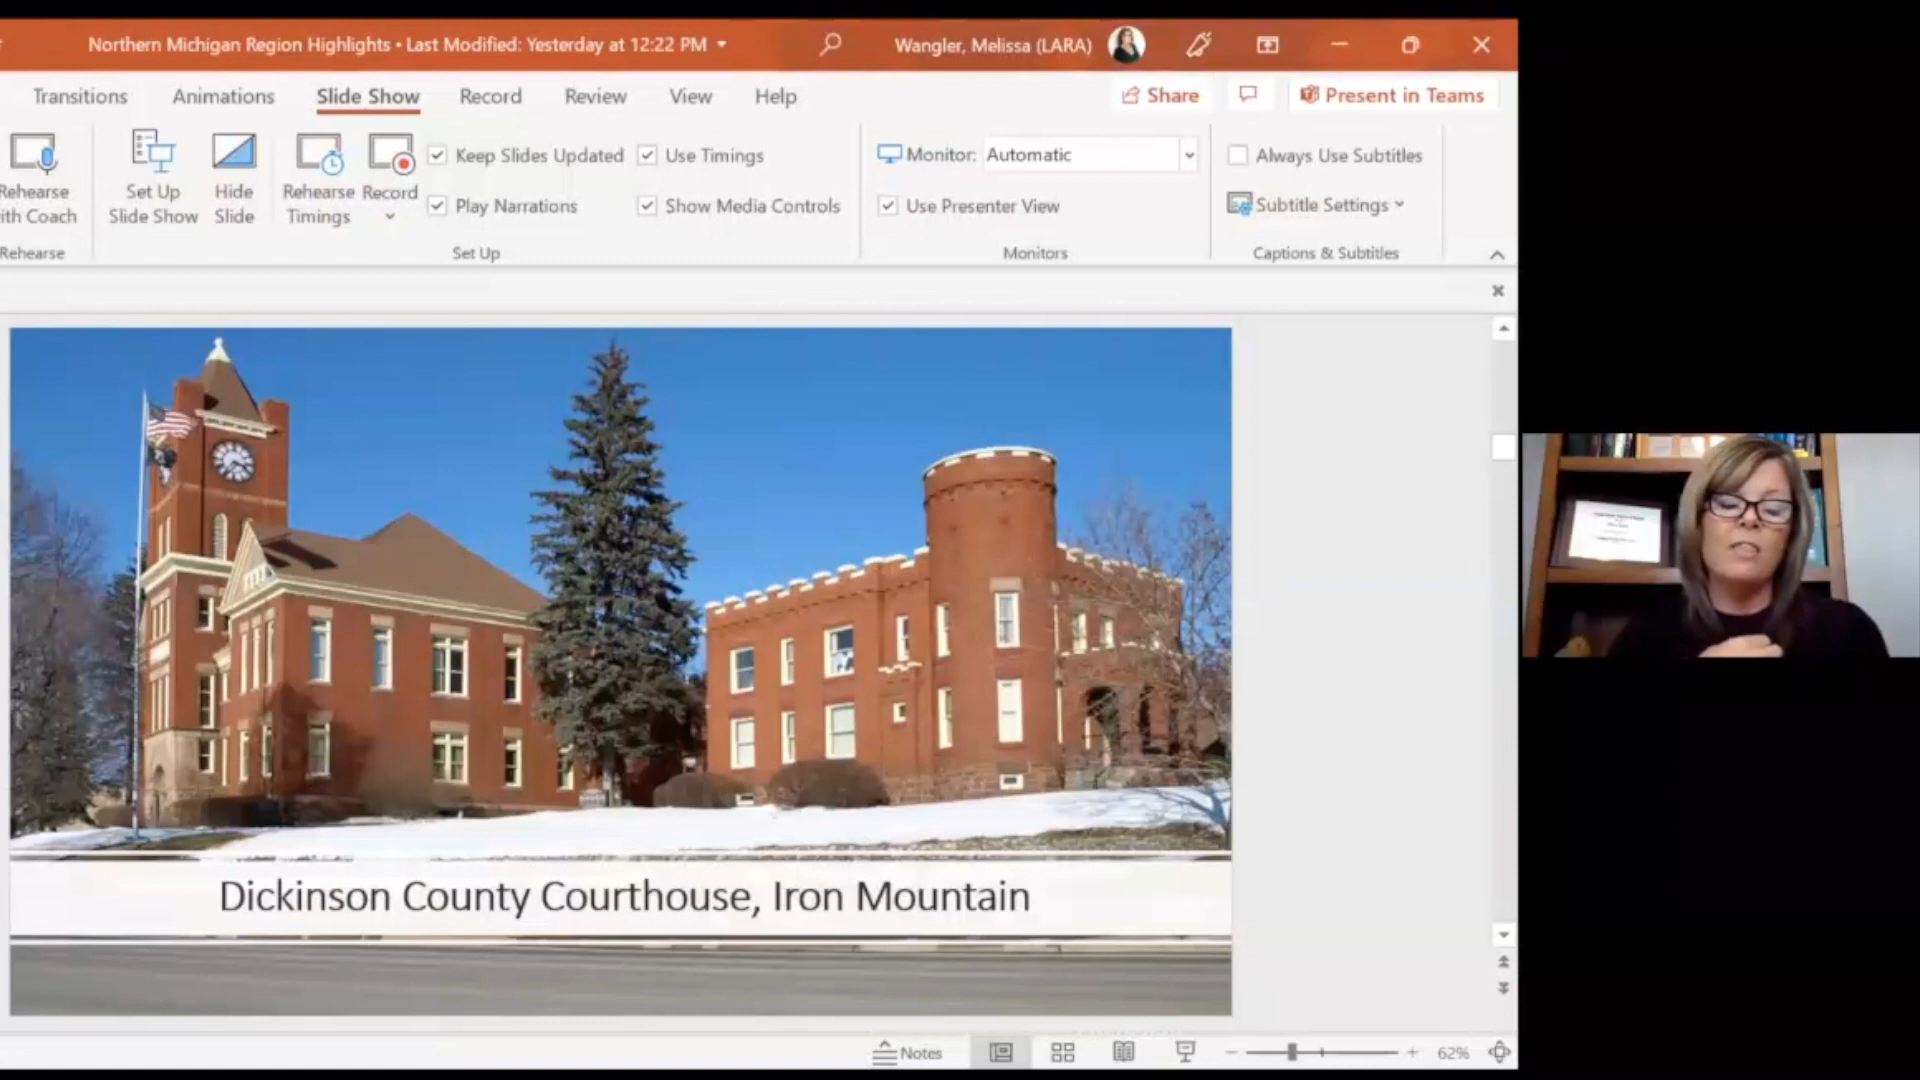 Northern Michigan Region Highlights • Last Modified: Yesterday at 12:22 PM
Wangler, Melissa (LARA)
Transitions Animations Slide Show Record Review View Help
Share
Present in Teams
Rehearse
ith Coach
Set Up
Slide Show
Hide
Slide
Rehearse
Timings
Record
Keep Slides Updated
Play Narrations
Use Timings
Show Media Controls
Monitor: Automatic
Use Presenter View
Always Use Subtitles
Subtitle Settings
Rehearse
Set Up
Monitors
Captions & Subtitles
Dickinson County Courthouse, Iron Mountain
Notes
62%